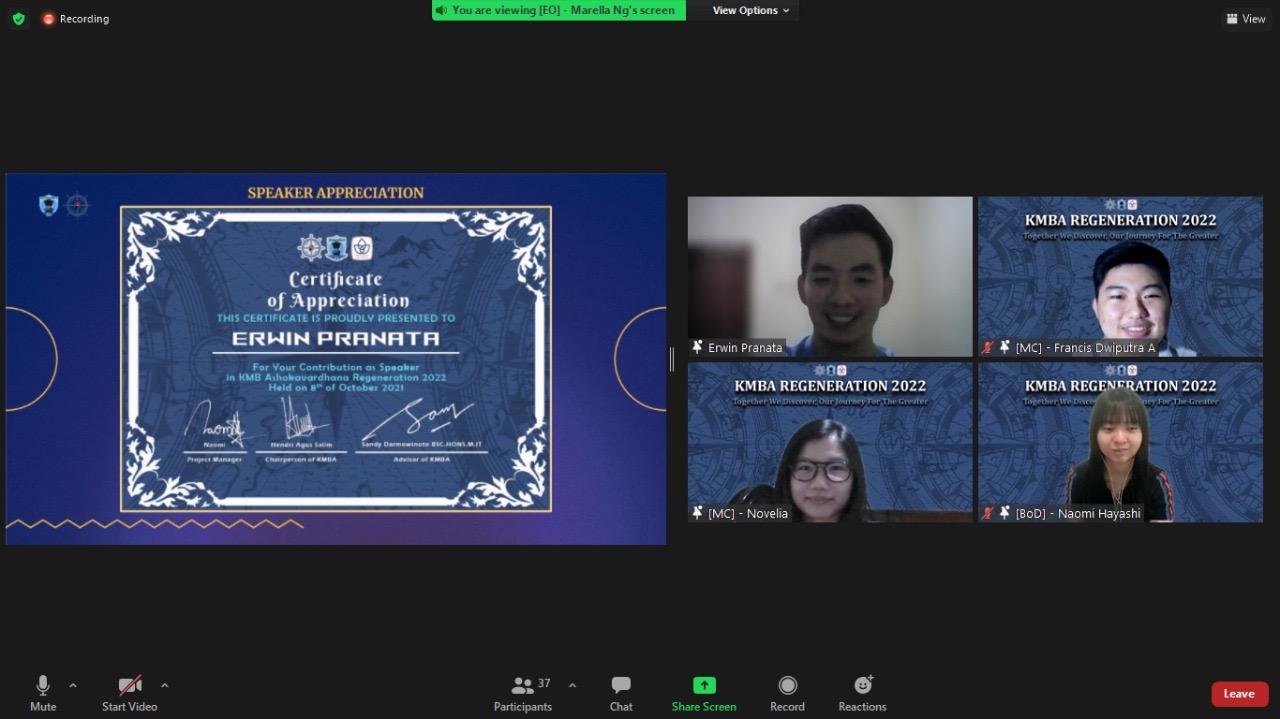 Recording
You are viewing [EO] - Marella Ng's screen
View Options
View
SPEAKER APPRECIATION
Certificate
of Appreciation
THIS CERTIFICATE IS PROUDLY PRESENTED TO
ERWIN PRANATA
For Your Contribution as Speaker
in KMB Ashokavardhana Regeneration 2022
Held on 8th of October 2021
Naomi
Hendri Agus Salim
Sandy Darmowinoto BSC.HONS.M.IT
Project Manager
Chairperson of KMBA
Advisor of KMBA
Erwin Pranata
KMBA REGENERATION 2022
Together We Discover, Our Journey For The Greater
[MC] - Francis Dwiputra A
KMBA REGENERATION 2022
Together We Discover, Our Journey For The Greater
[MC] - Novelia
KMBA REGENERATION 2022
Together We Discover, Our Journey For The Greater
[BoD] - Naomi Hayashi
Mute
Start Video
37
Participants
Chat
Share Screen
Record
Reactions
Leave